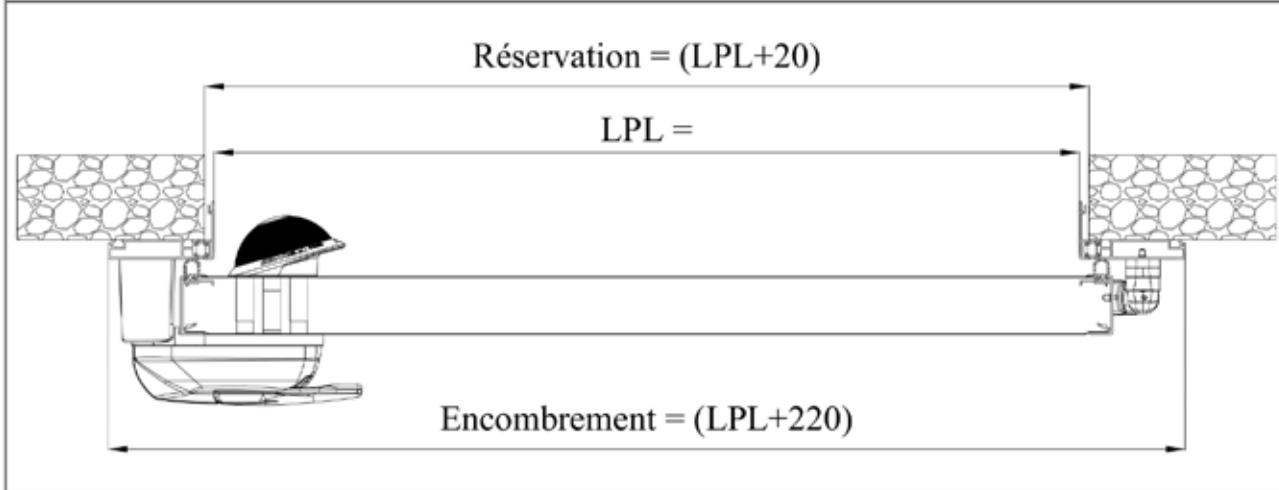 Réservation = (LPL+20)
LPL =
Encombrement = (LPL+220)